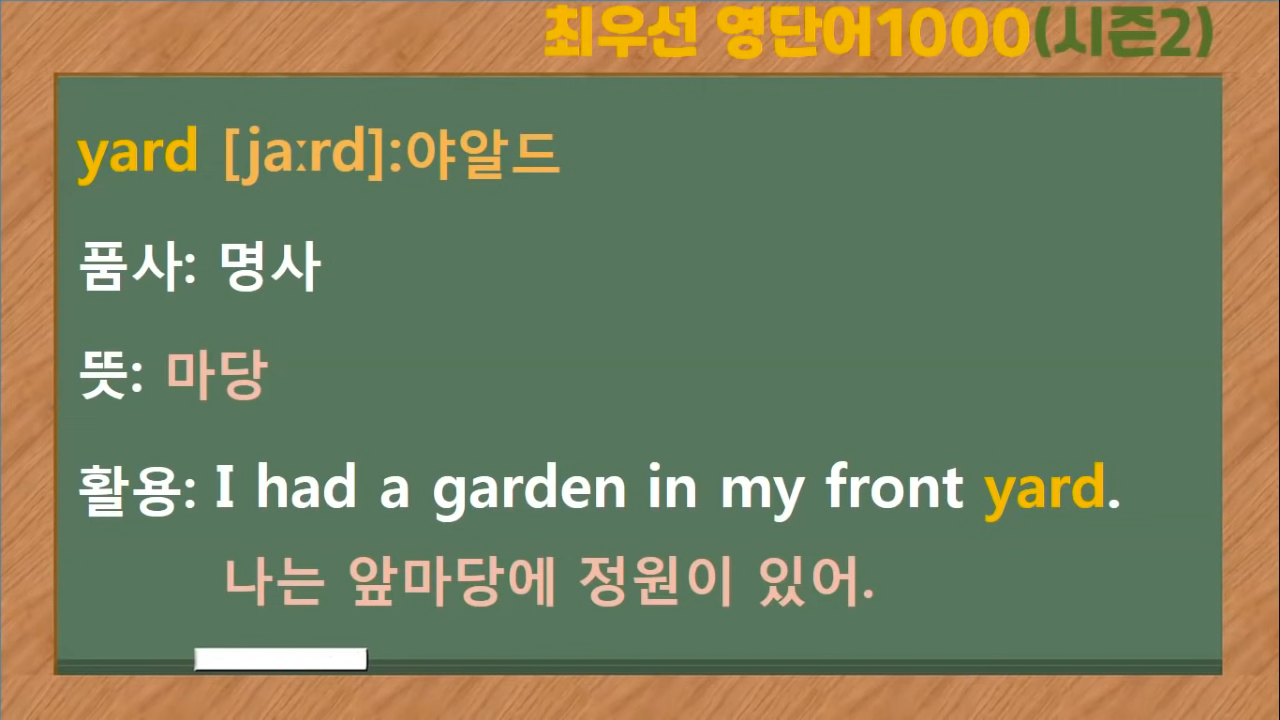 최우선 영단어1000(시즌2)
yard [jaːrd]:야알드
품사: 명사
뜻: 마당
활용: I had a garden in my front yard.
나는 앞마당에 정원이 있어.